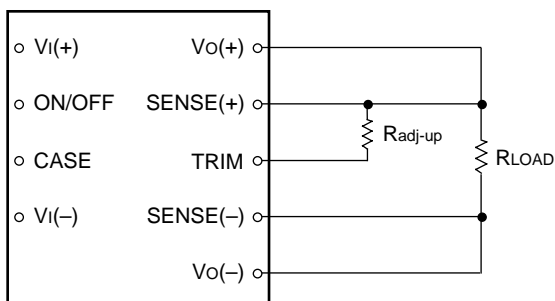 VI(+)
VO(+)
ON/OFF
SENSE(+)
Radj-up
CASE
TRIM
RLOAD
VI(–)
SENSE(–)
VO(–)